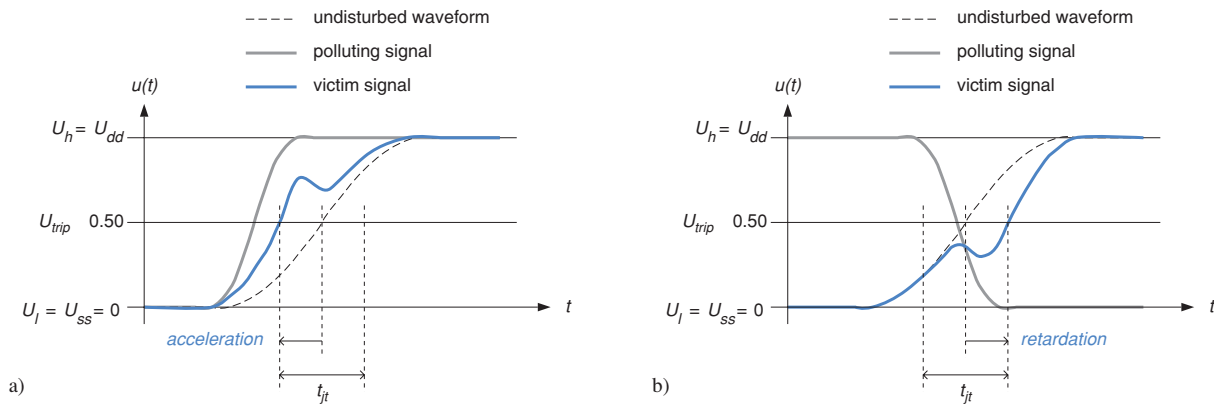 undisturbed waveform
polluting signal
victim signal
u(t)
U_h = U_dd
U_trip 0.50
U_l = U_ss = 0
t
acceleration
t_jt
a)
undisturbed waveform
polluting signal
victim signal
u(t)
U_h = U_dd
U_trip 0.50
U_l = U_ss = 0
t
retardation
t_jt
b)